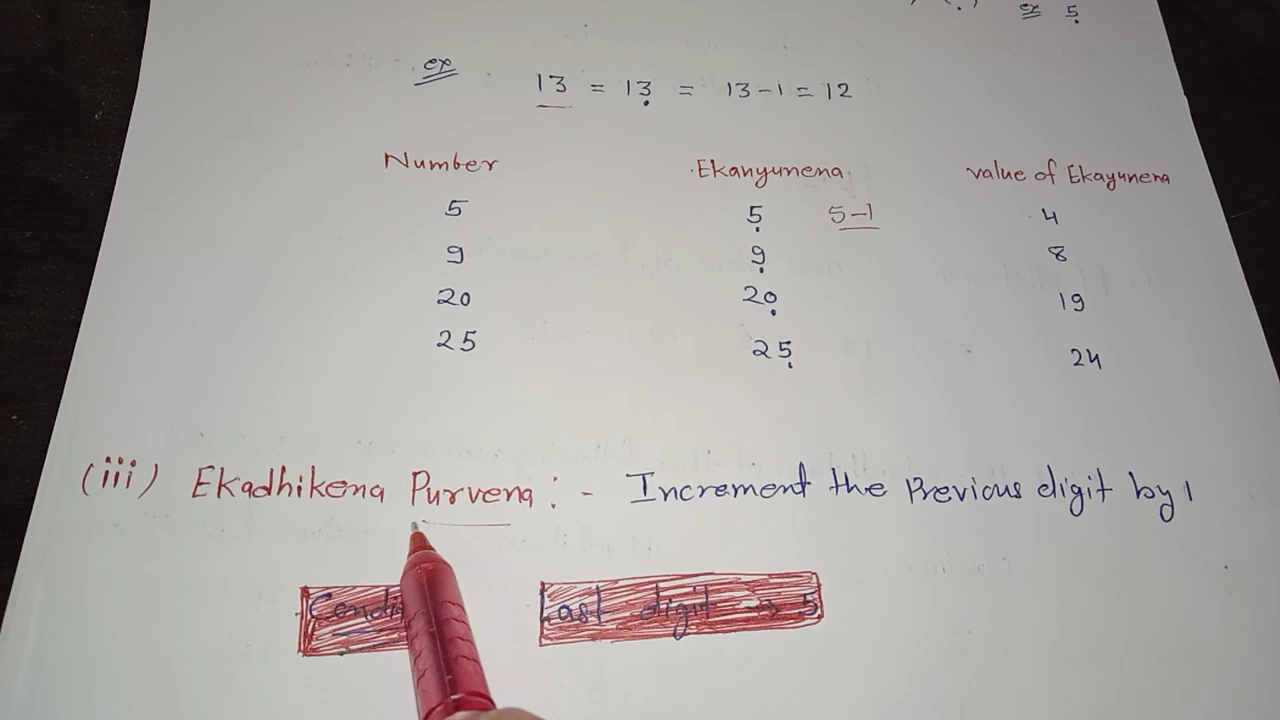 ex 5
ex
13 = 13 = 13-1 = 12
Number Ekanyunena value of Ekayunena
5 5 5-1 4
9 9 8
20 20 19
25 25 24
(iii) Ekadhikena Purvena :- Increment the Previous digit by 1
Last digit → 5